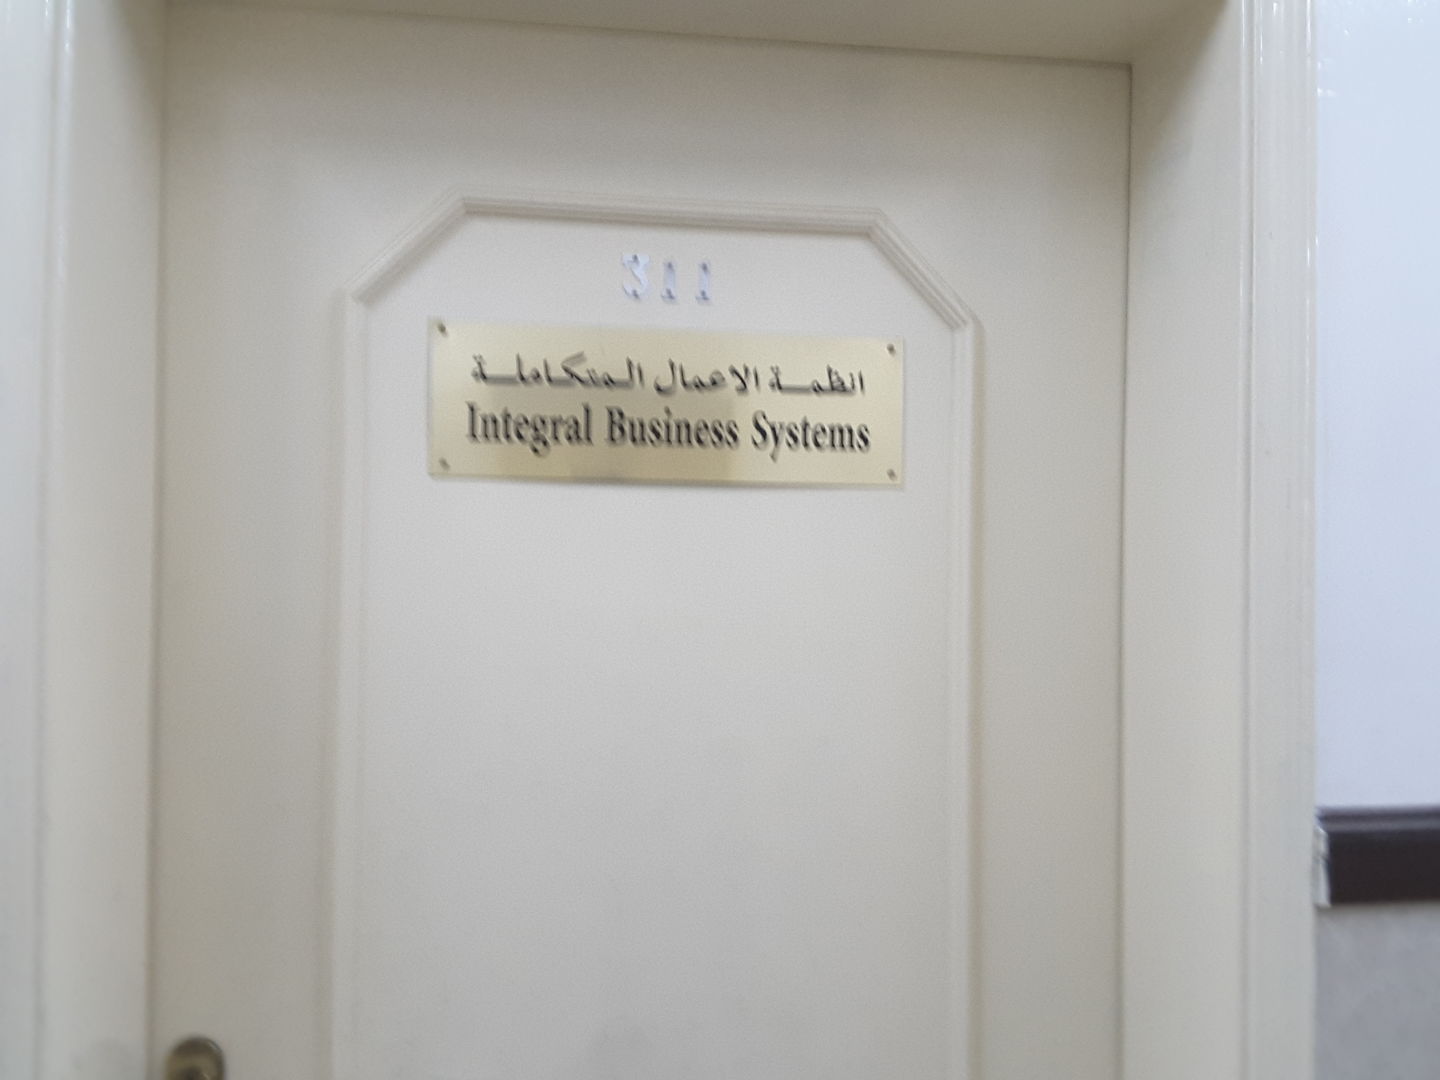 311
انظمة الاعمال المتكاملة
Integral Business Systems